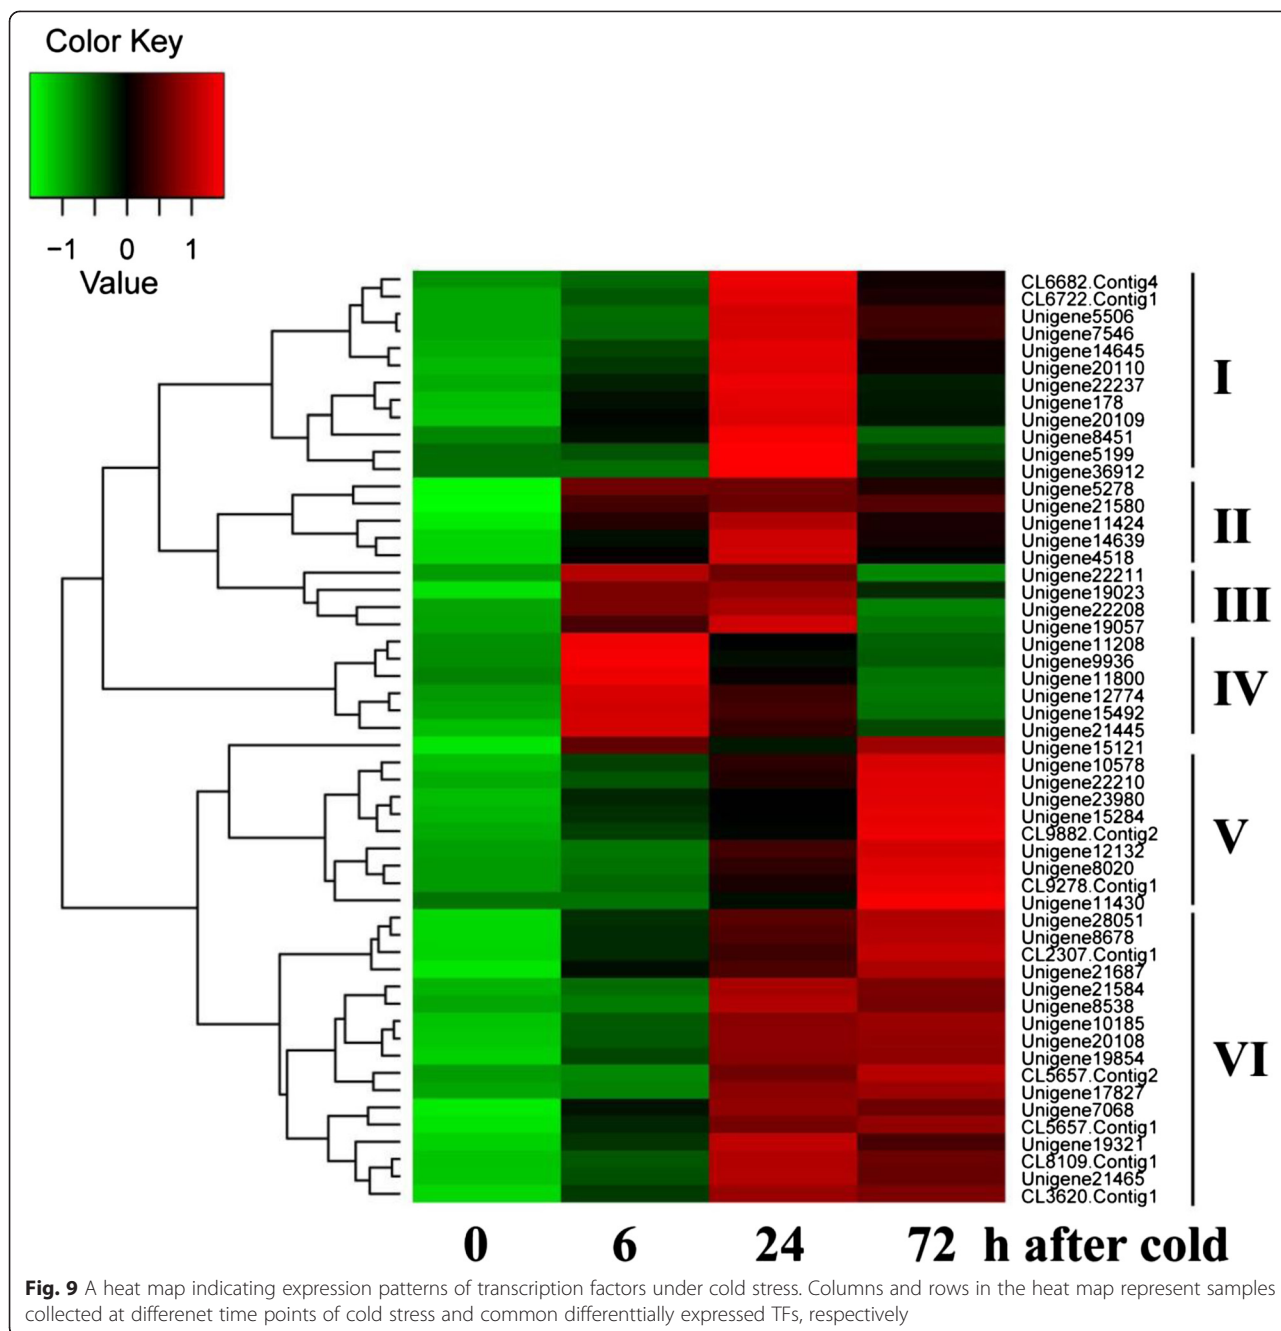 Color Key
−1 0 1
Value
CL6682.Contig4
CL6722.Contig1
Unigene5506
Unigene7546
Unigene14645
Unigene20110
Unigene22237
Unigene178
Unigene20109
Unigene8451
Unigene5199
Unigene36912
I
Unigene5278
Unigene21580
Unigene11424
Unigene14639
Unigene4518
II
Unigene22211
Unigene19023
Unigene22208
Unigene19057
III
Unigene11208
Unigene9936
Unigene11800
Unigene12774
Unigene15492
Unigene21445
IV
Unigene15121
Unigene10578
Unigene22210
Unigene23980
Unigene15284
CL9882.Contig2
Unigene12132
Unigene8020
CL9278.Contig1
Unigene11430
V
Unigene28051
Unigene8678
CL2307.Contig1
Unigene21687
Unigene21584
Unigene8538
Unigene10185
Unigene20108
Unigene19854
CL5657.Contig2
Unigene17827
Unigene7068
CL5657.Contig1
Unigene19321
CL8109.Contig1
Unigene21465
CL3620.Contig1
VI
0 6 24 72 h after cold
Fig. 9 A heat map indicating expression patterns of transcription factors under cold stress. Columns and rows in the heat map represent samples
collected at differenet time points of cold stress and common differenttially expressed TFs, respectively